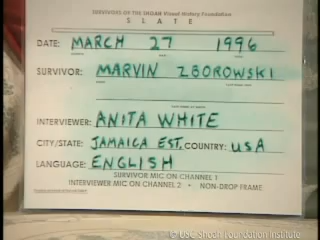 SURVIVORS OF THE SHOAH Visual History Foundation
SLATE
DATE: MARCH 27 1996
SURVIVOR: MARVIN ZBOROWSKI
INTERVIEWER: ANITA WHITE
CITY/STATE: JAMAICA EST. COUNTRY: USA
LANGUAGE: ENGLISH
SURVIVOR MIC ON CHANNEL 1
INTERVIEWER MIC ON CHANNEL 2 • NON-DROP FRAME
© USC Shoah Foundation Institute